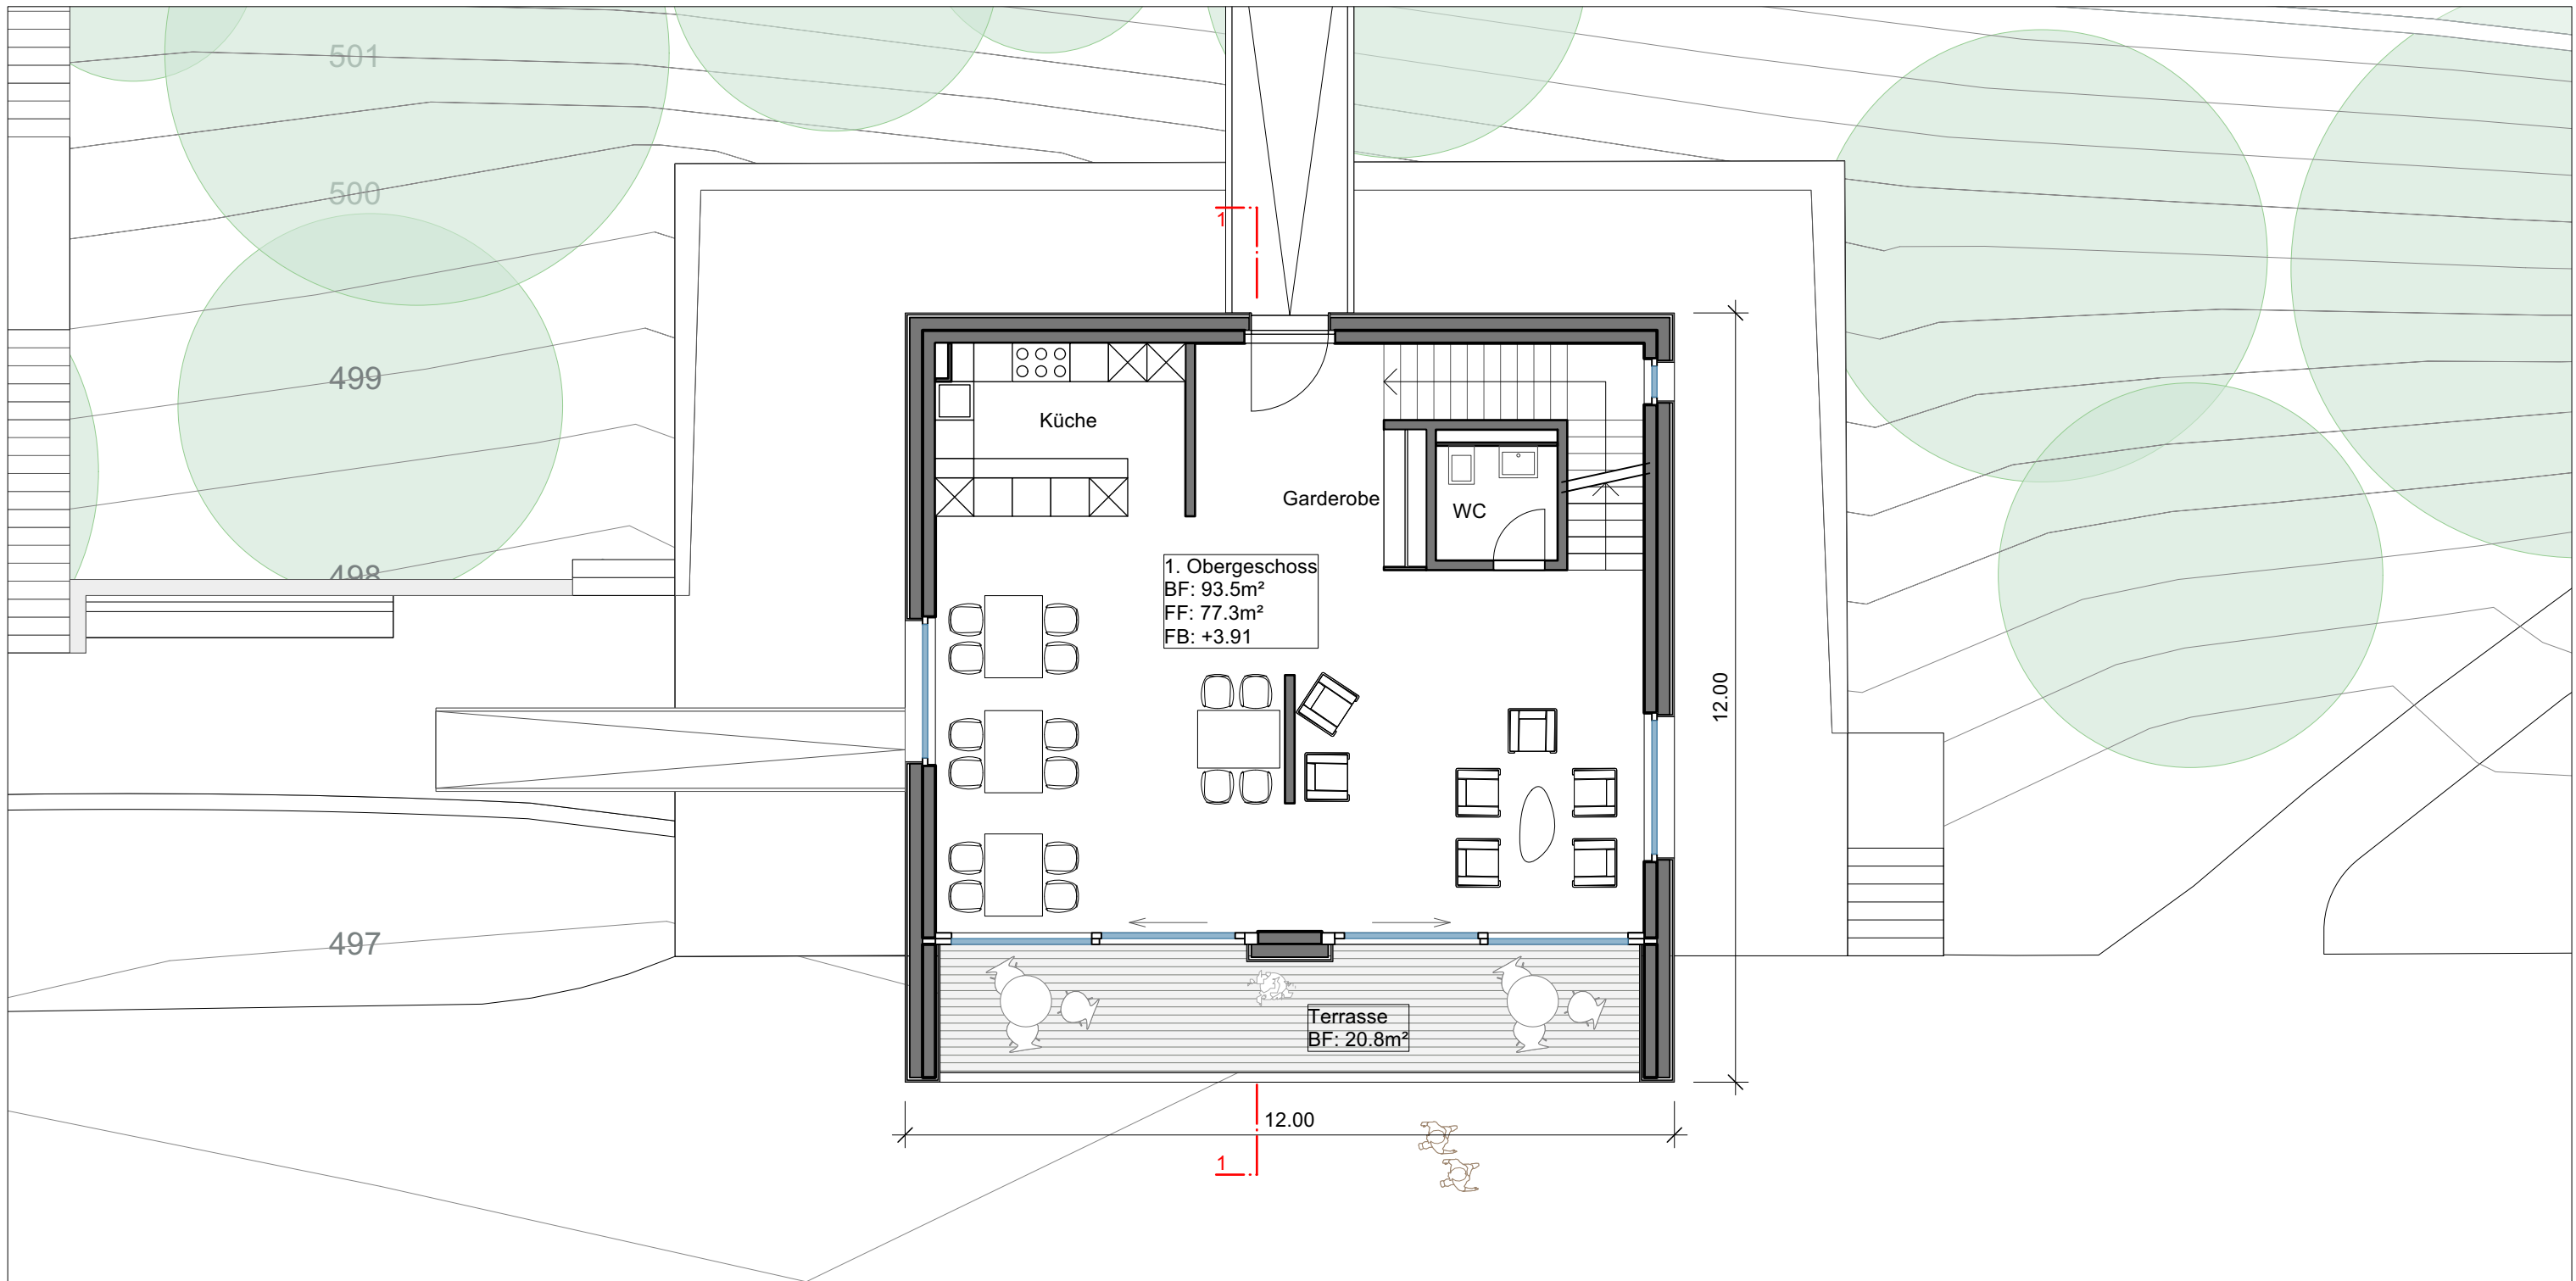 501
500
499
498
497
1
Küche
Garderobe
WC
1. Obergeschoss
BF: 93.5m²
FF: 77.3m²
FB: +3.91
12.00
Terrasse
BF: 20.8m²
12.00
1